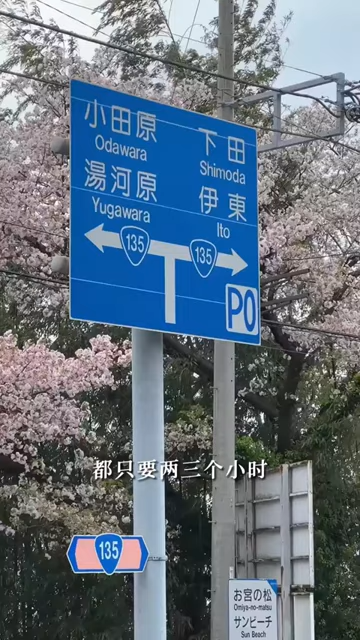 小田原
Odawara
湯河原
Yugawara
下田
Shimoda
伊東
Ito
135
135
P0
都只要两三个小时
135
お宮の松
Omiya-no-matsu
サンビーチ
Sun Beach